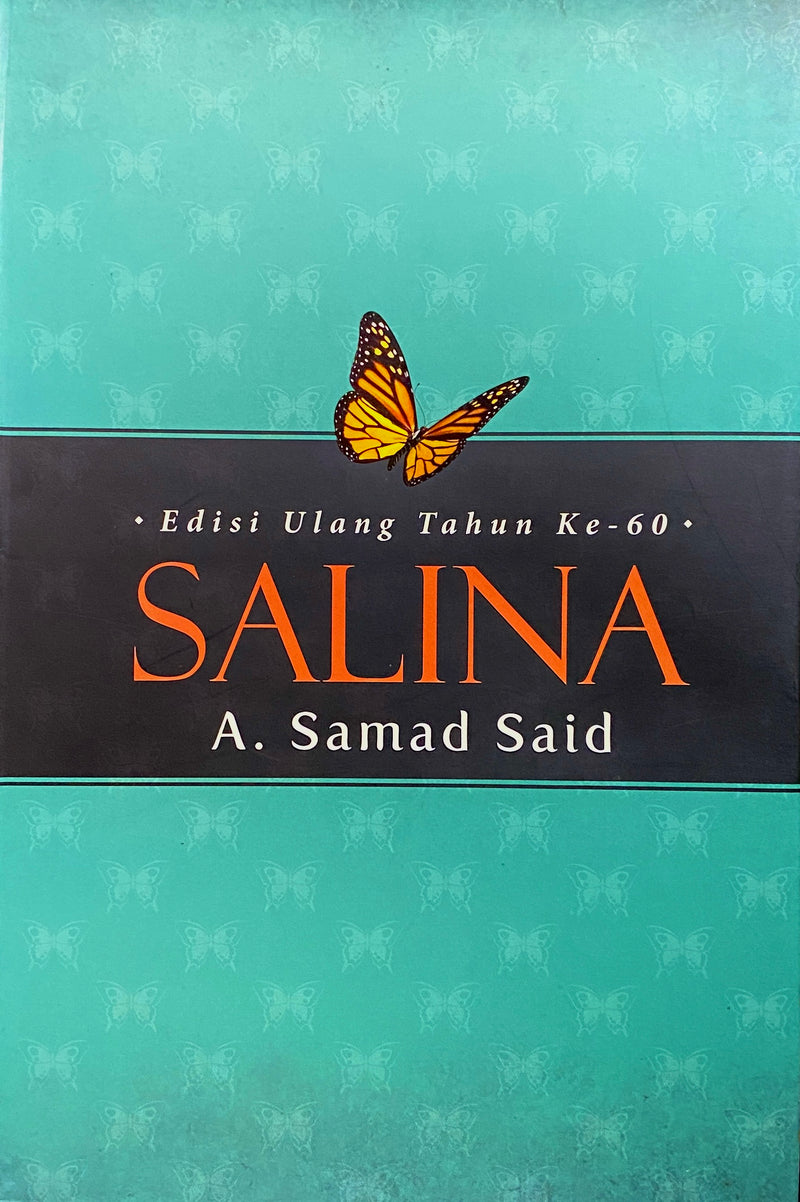 • Edisi Ulang Tahun Ke-60 •
SALINA
A. Samad Said